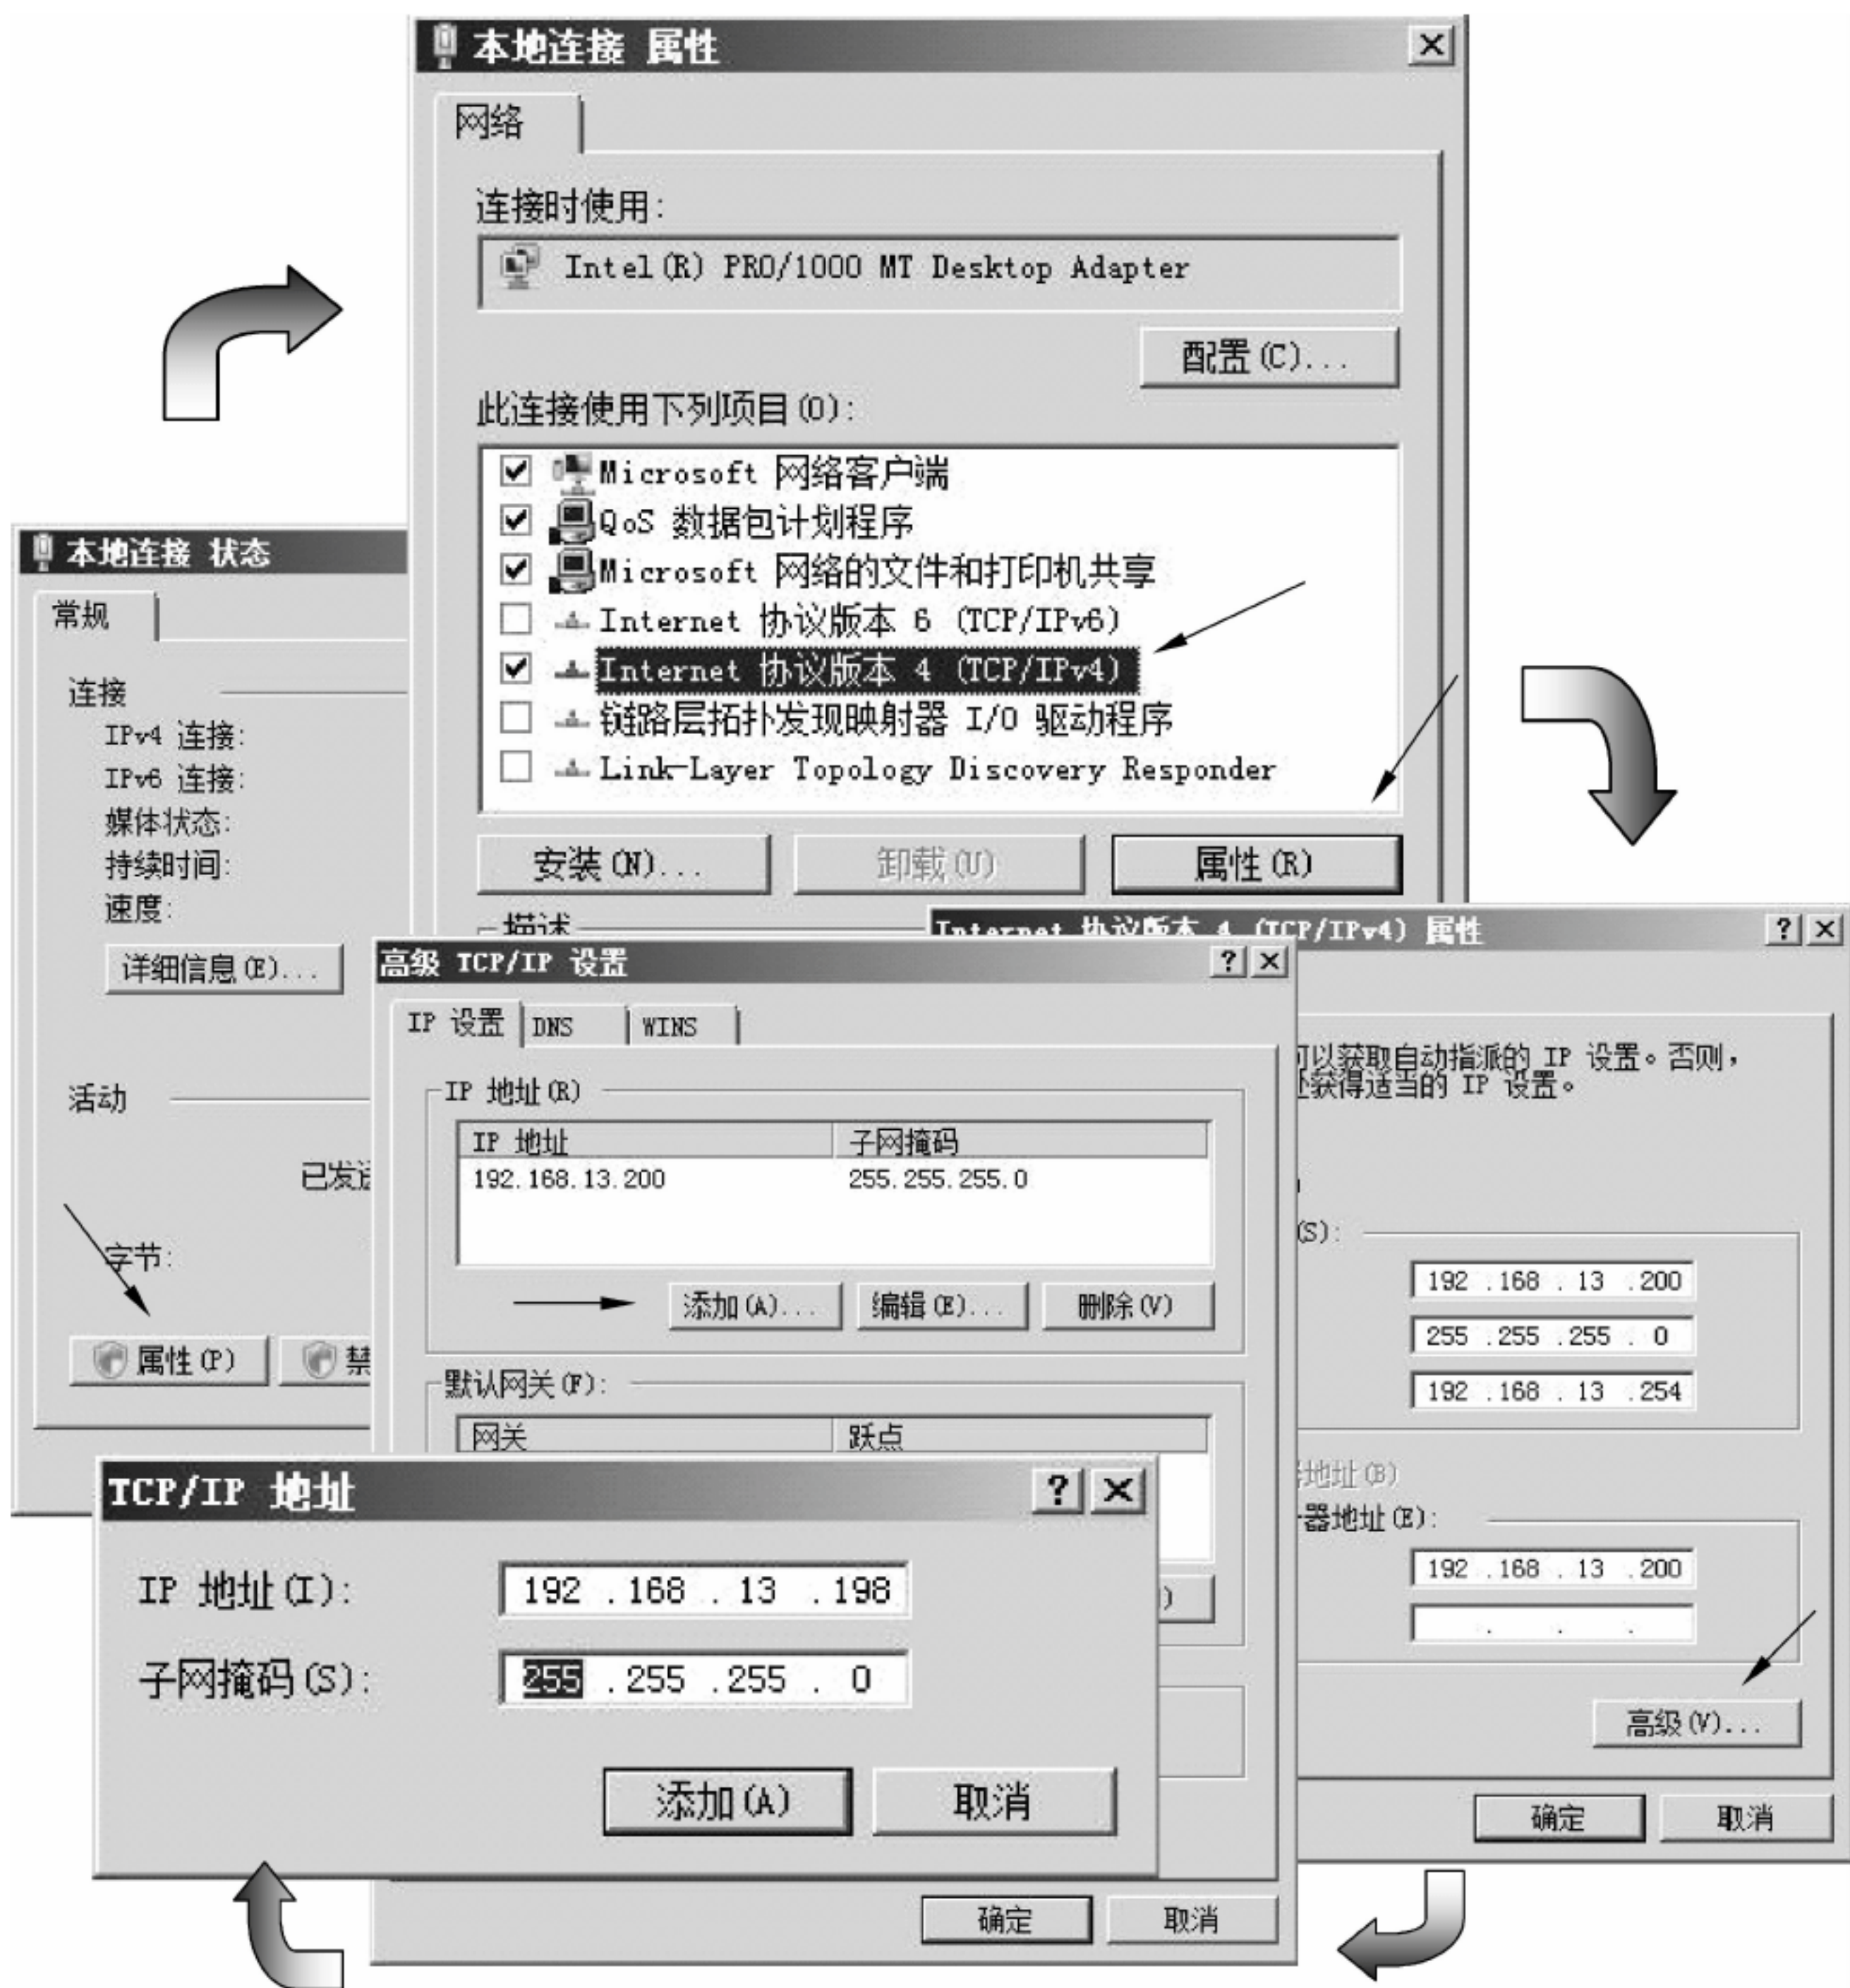 本地连接 属性
网络
连接时使用:
Intel(R) PRO/1000 MT Desktop Adapter
配置(C)...
此连接使用下列项目(O):
Microsoft 网络客户端
QoS 数据包计划程序
Microsoft 网络的文件和打印机共享
Internet 协议版本 6 (TCP/IPv6)
Internet 协议版本 4 (TCP/IPv4)
链路层拓扑发现映射器 I/O 驱动程序
Link-Layer Topology Discovery Responder
安装(N)... 卸载(U) 属性(R)
描述
本地连接 状态
常规
连接
IPv4 连接:
IPv6 连接:
媒体状态:
持续时间:
速度:
详细信息(E)...
活动
已发送
字节:
属性(P) 禁
Internet 协议版本 4 (TCP/IPv4) 属性
可以获取自动指派的 IP 设置。否则，
处获得适当的 IP 设置。
(S):
192 .168 . 13 .200
255 .255 .255 . 0
192 .168 . 13 .254
地址(B)
器地址(E):
192 .168 . 13 .200
. . .
高级(V)...
确定 取消
高级 TCP/IP 设置
IP 设置 DNS WINS
IP 地址(R)
IP 地址 子网掩码
192.168.13.200 255.255.255.0
添加(A)... 编辑(E)... 删除(V)
默认网关(F):
网关 跃点
)
确定 取消
TCP/IP 地址
IP 地址(I): 192 .168 . 13 .198
子网掩码(S): 255 .255 .255 . 0
添加(A) 取消